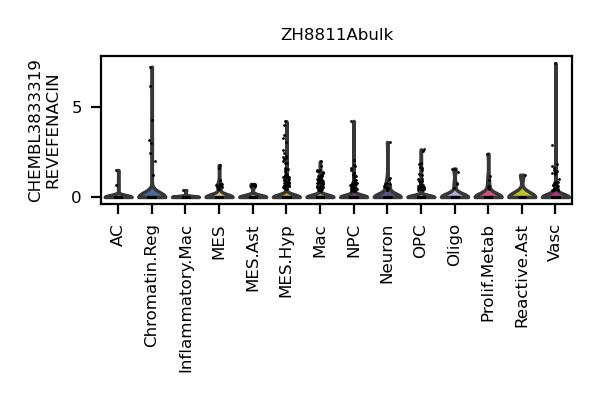 ZH8811Abulk
CHEMBL3833319
REVEFENACIN
5
0
AC
Chromatin.Reg
Inflammatory.Mac
MES
MES.Ast
MES.Hyp
Mac
NPC
Neuron
OPC
Oligo
Prolif.Metab
Reactive.Ast
Vasc